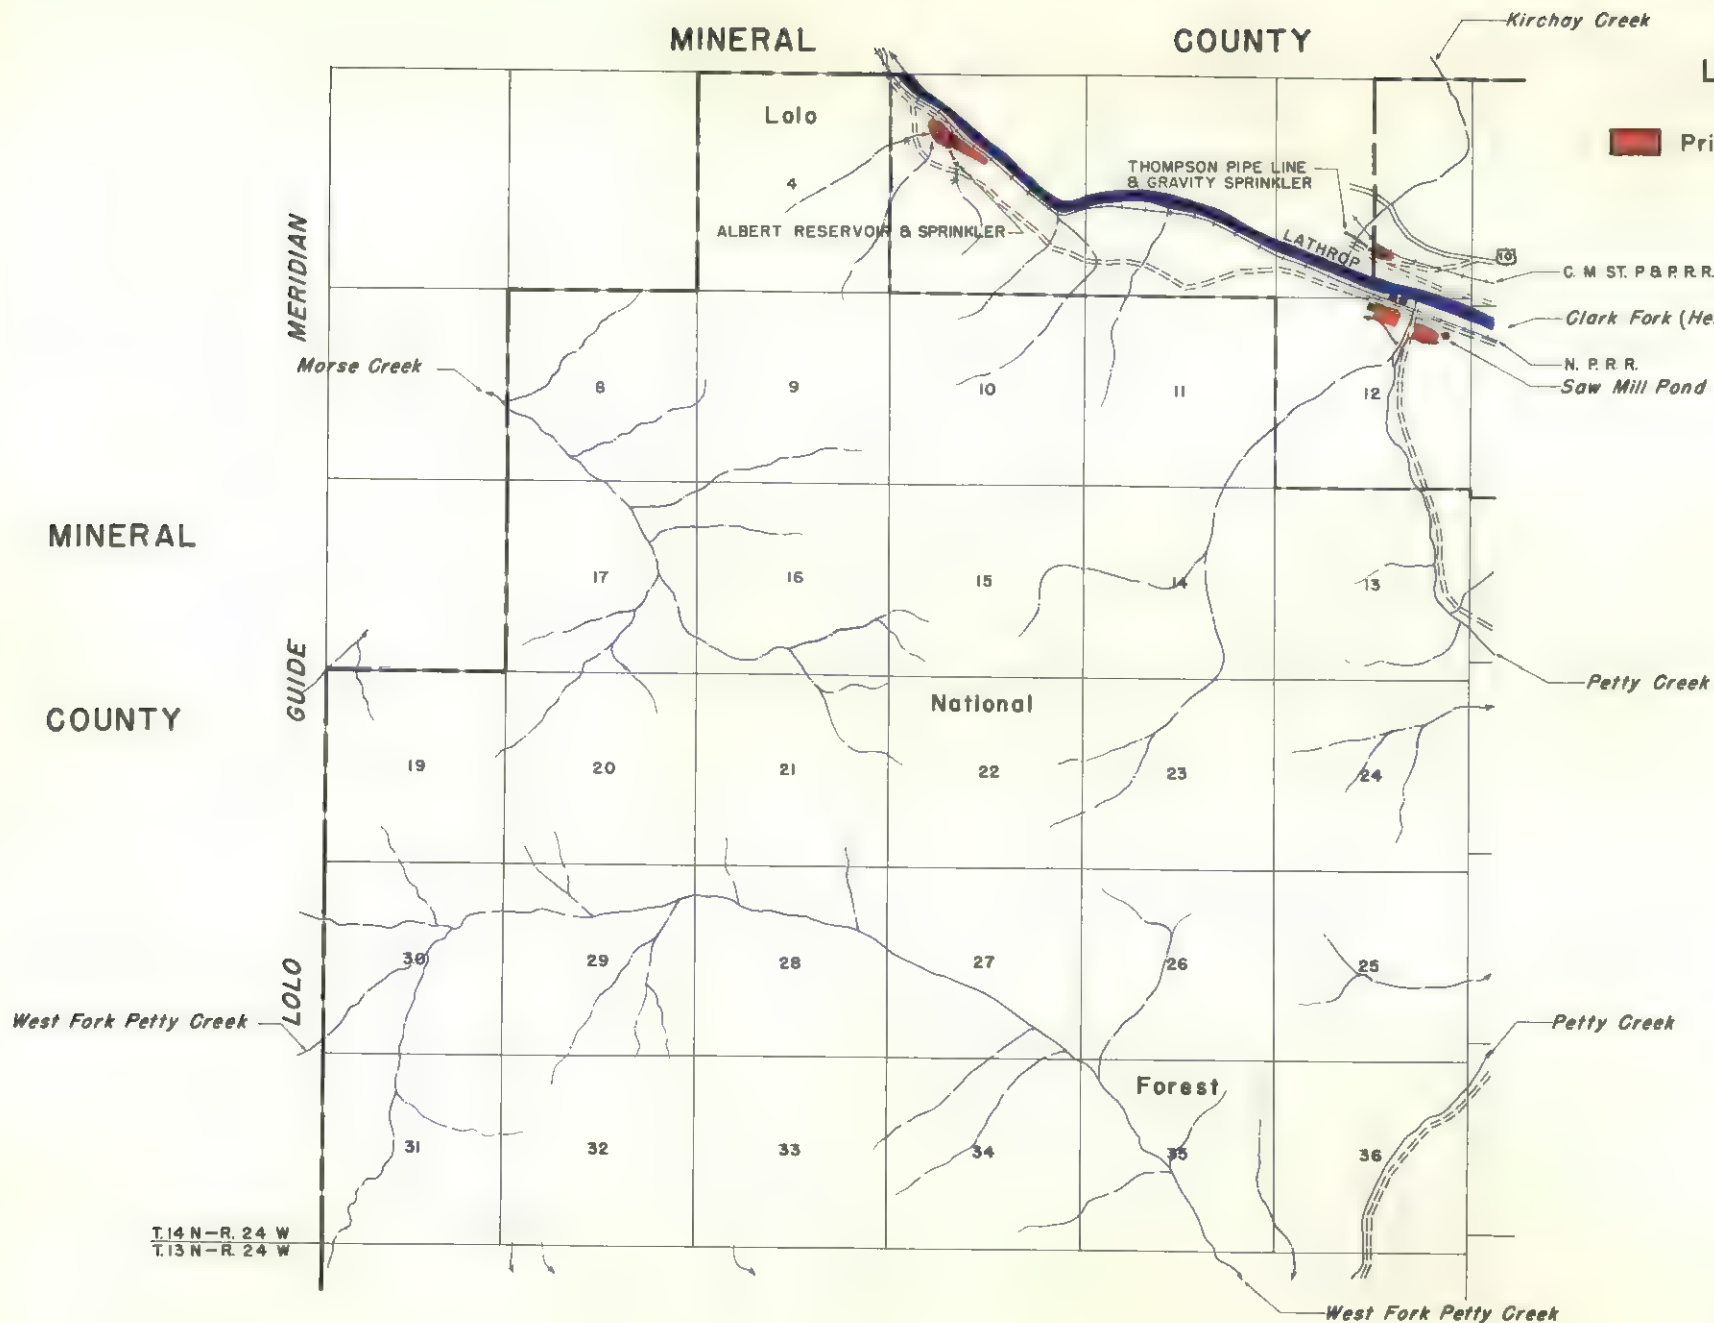 MINERAL COUNTY
Kirchay Creek
L
Lolo
Pri
THOMPSON PIPE LINE
& GRAVITY SPRINKLER
4
ALBERT RESERVOIR & SPRINKLER
LATHROP
10
C. M ST. P & P. R. R.
Clark Fork (He
N. P. R. R.
Saw Mill Pond
MERIDIAN
Morse Creek
8
9
10
11
12
MINERAL
17
16
15
14
13
GUIDE
Petty Creek
COUNTY
National
19
20
21
22
23
24
30
29
28
27
26
25
LOLO
West Fork Petty Creek
Petty Creek
Forest
31
32
33
34
35
36
T. 14 N-R. 24 W
T. 13 N-R. 24 W
West Fork Petty Creek